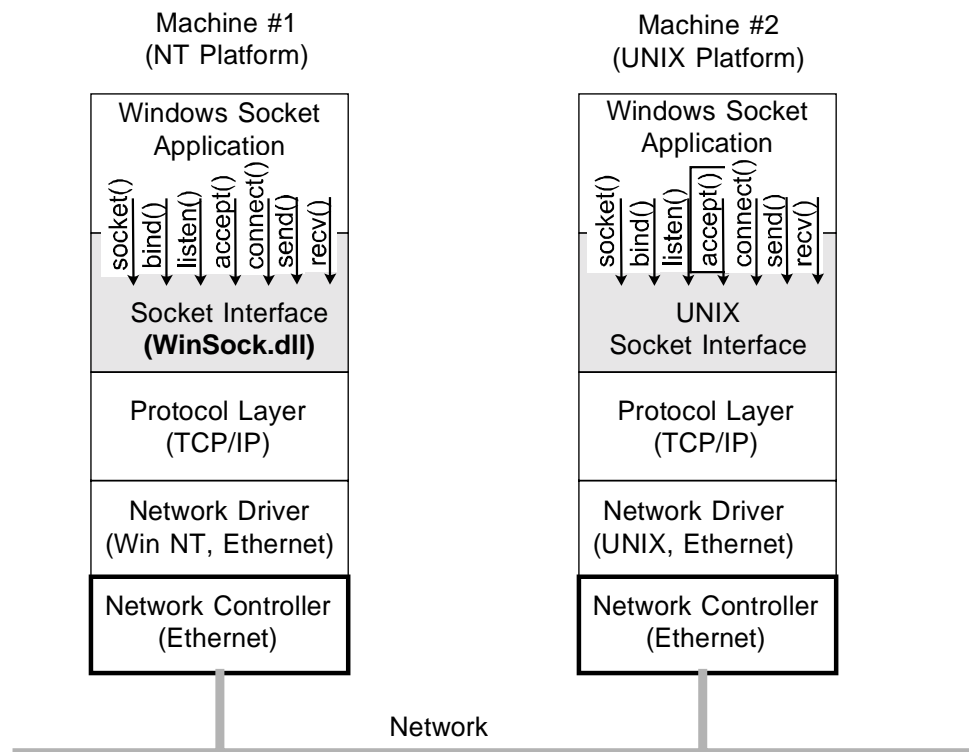 Machine #1
(NT Platform)
Windows Socket
Application
socket()
bind()
listen()
accept()
connect()
send()
recv()
Socket Interface
(WinSock.dll)
Protocol Layer
(TCP/IP)
Network Driver
(Win NT, Ethernet)
Network Controller
(Ethernet)
Machine #2
(UNIX Platform)
Windows Socket
Application
socket()
bind()
listen()
accept()
connect()
send()
recv()
UNIX
Socket Interface
Protocol Layer
(TCP/IP)
Network Driver
(UNIX, Ethernet)
Network Controller
(Ethernet)
Network